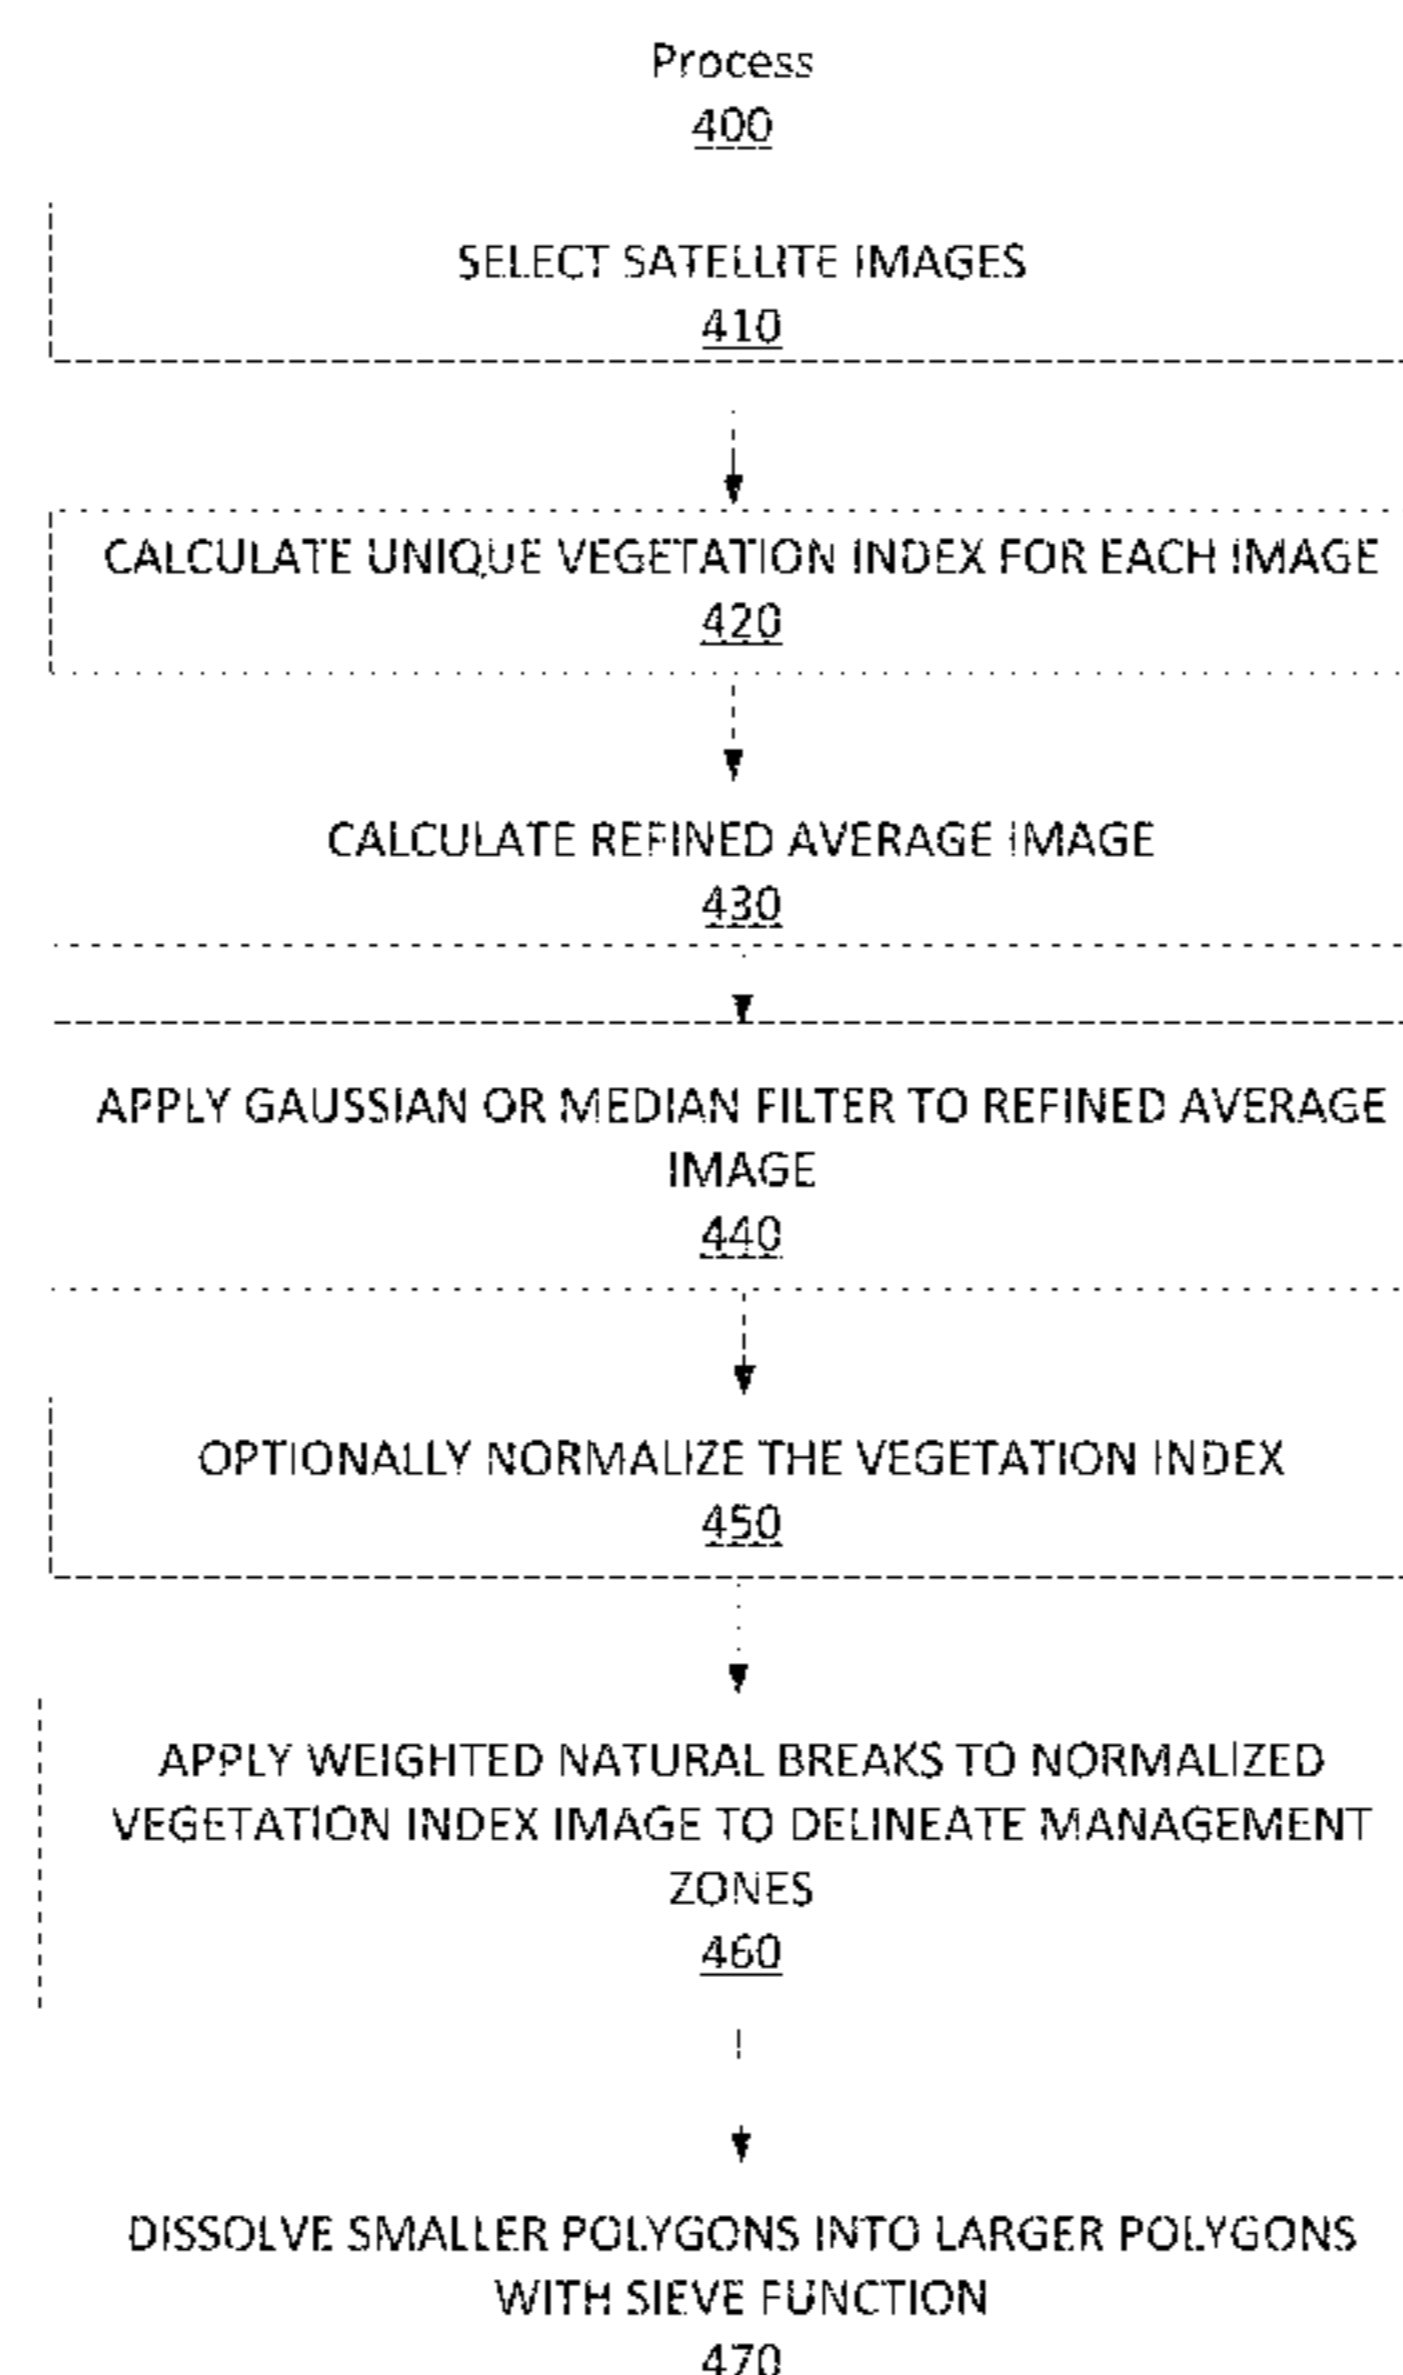 Process
400
SELECT SATELLITE IMAGES
410
CALCULATE UNIQUE VEGETATION INDEX FOR EACH IMAGE
420
CALCULATE REFINED AVERAGE IMAGE
430
APPLY GAUSSIAN OR MEDIAN FILTER TO REFINED AVERAGE
IMAGE
440
OPTIONALLY NORMALIZE THE VEGETATION INDEX
450
APPLY WEIGHTED NATURAL BREAKS TO NORMALIZED
VEGETATION INDEX IMAGE TO DELINEATE MANAGEMENT
ZONES
460
DISSOLVE SMALLER POLYGONS INTO LARGER POLYGONS
WITH SIEVE FUNCTION
470